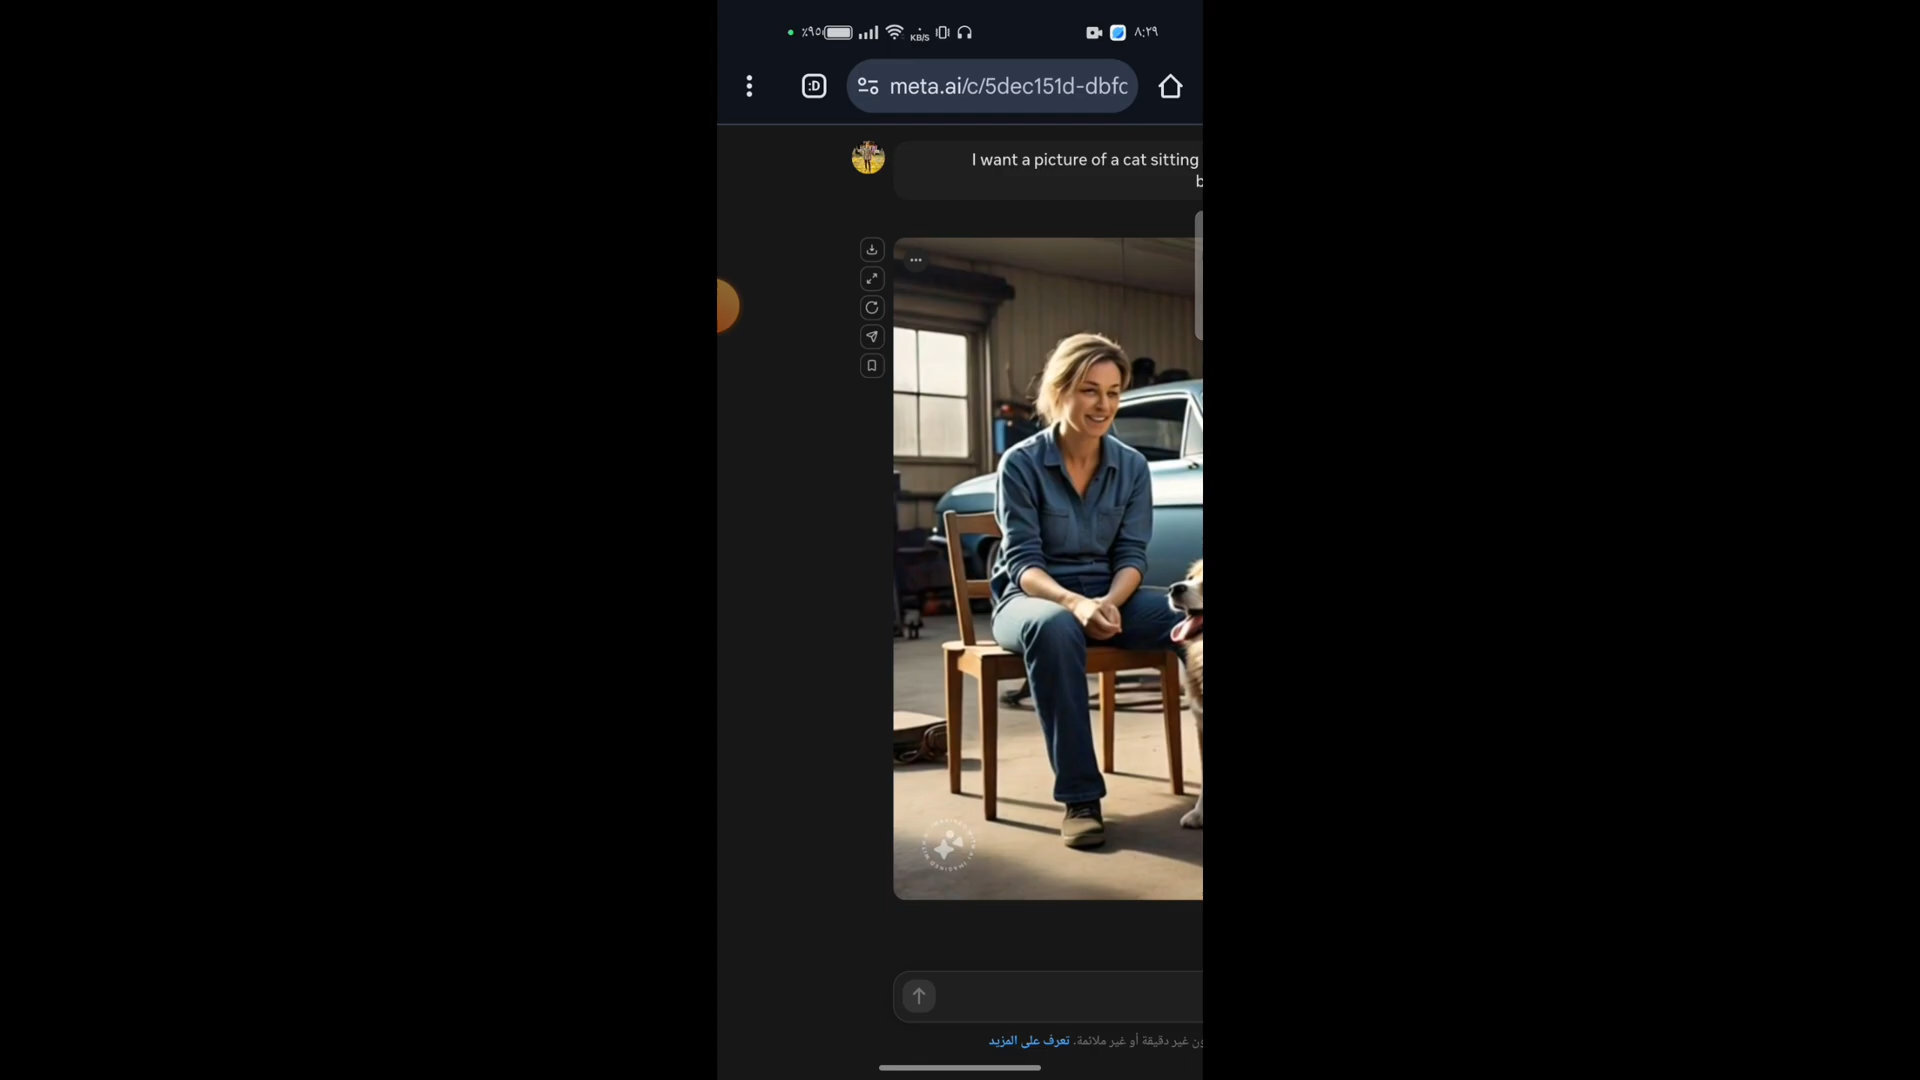 ٪٩٥
KB/S
٨:٢٩
:D
meta.ai/c/5dec151d-dbfc
I want a picture of a cat sitting
b
ون غير دقيقة أو غير ملائمة. تعرف على المزيد